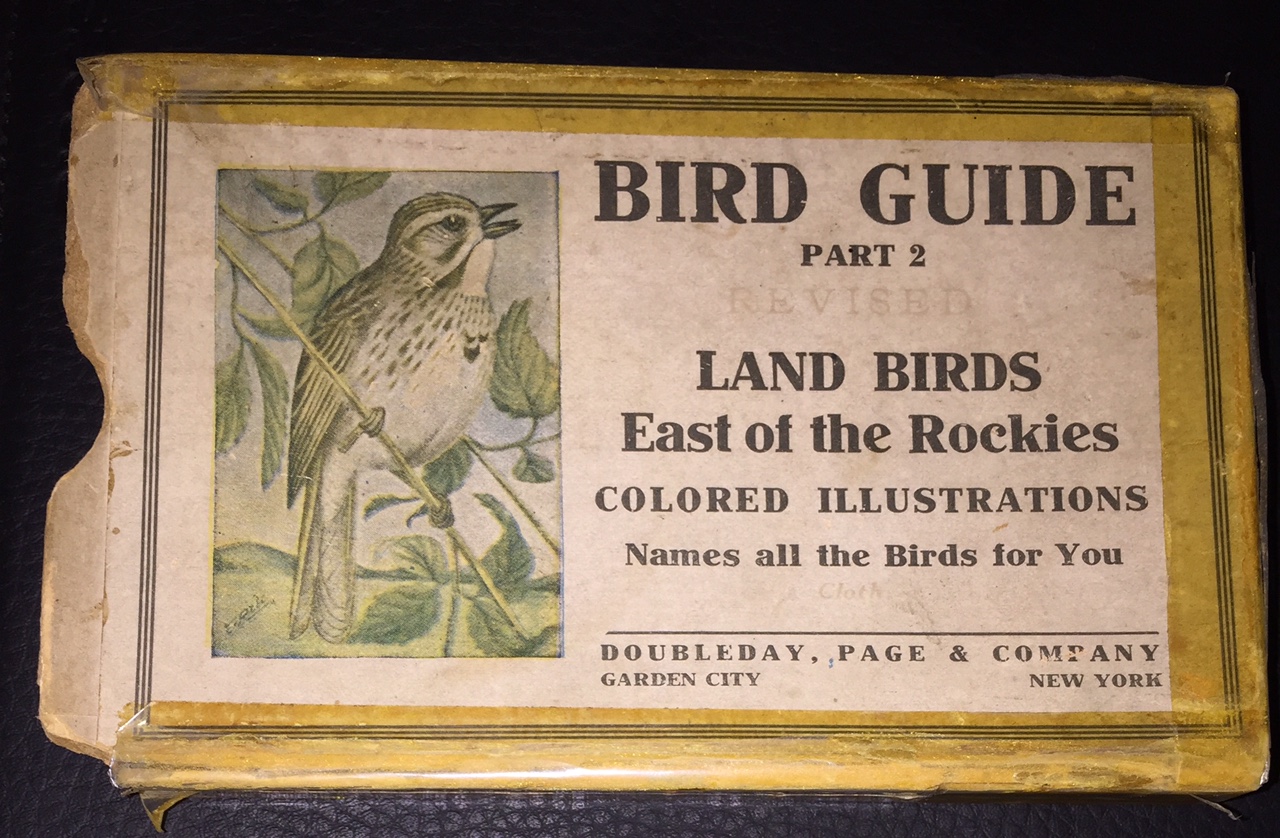 BIRD GUIDE
PART 2
REVISED
LAND BIRDS
East of the Rockies
COLORED ILLUSTRATIONS
Names all the Birds for You
Cloth
DOUBLEDAY, PAGE & COMPANY
GARDEN CITY NEW YORK